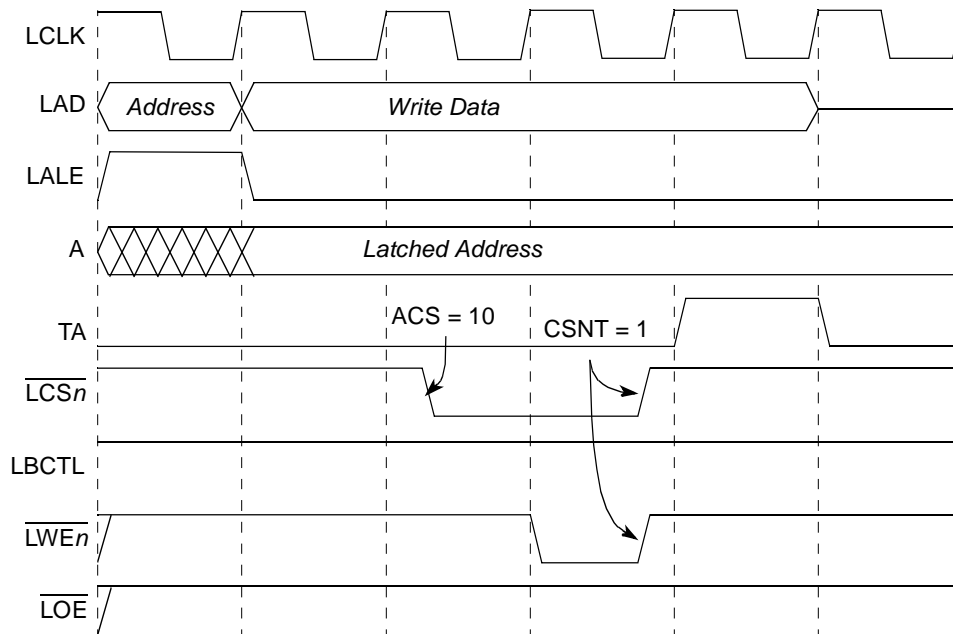 LCLK
LAD Address Write Data
LALE
A Latched Address
ACS = 10 CSNT = 1
TA
LCSn
LBCTL
LWEn
LOE